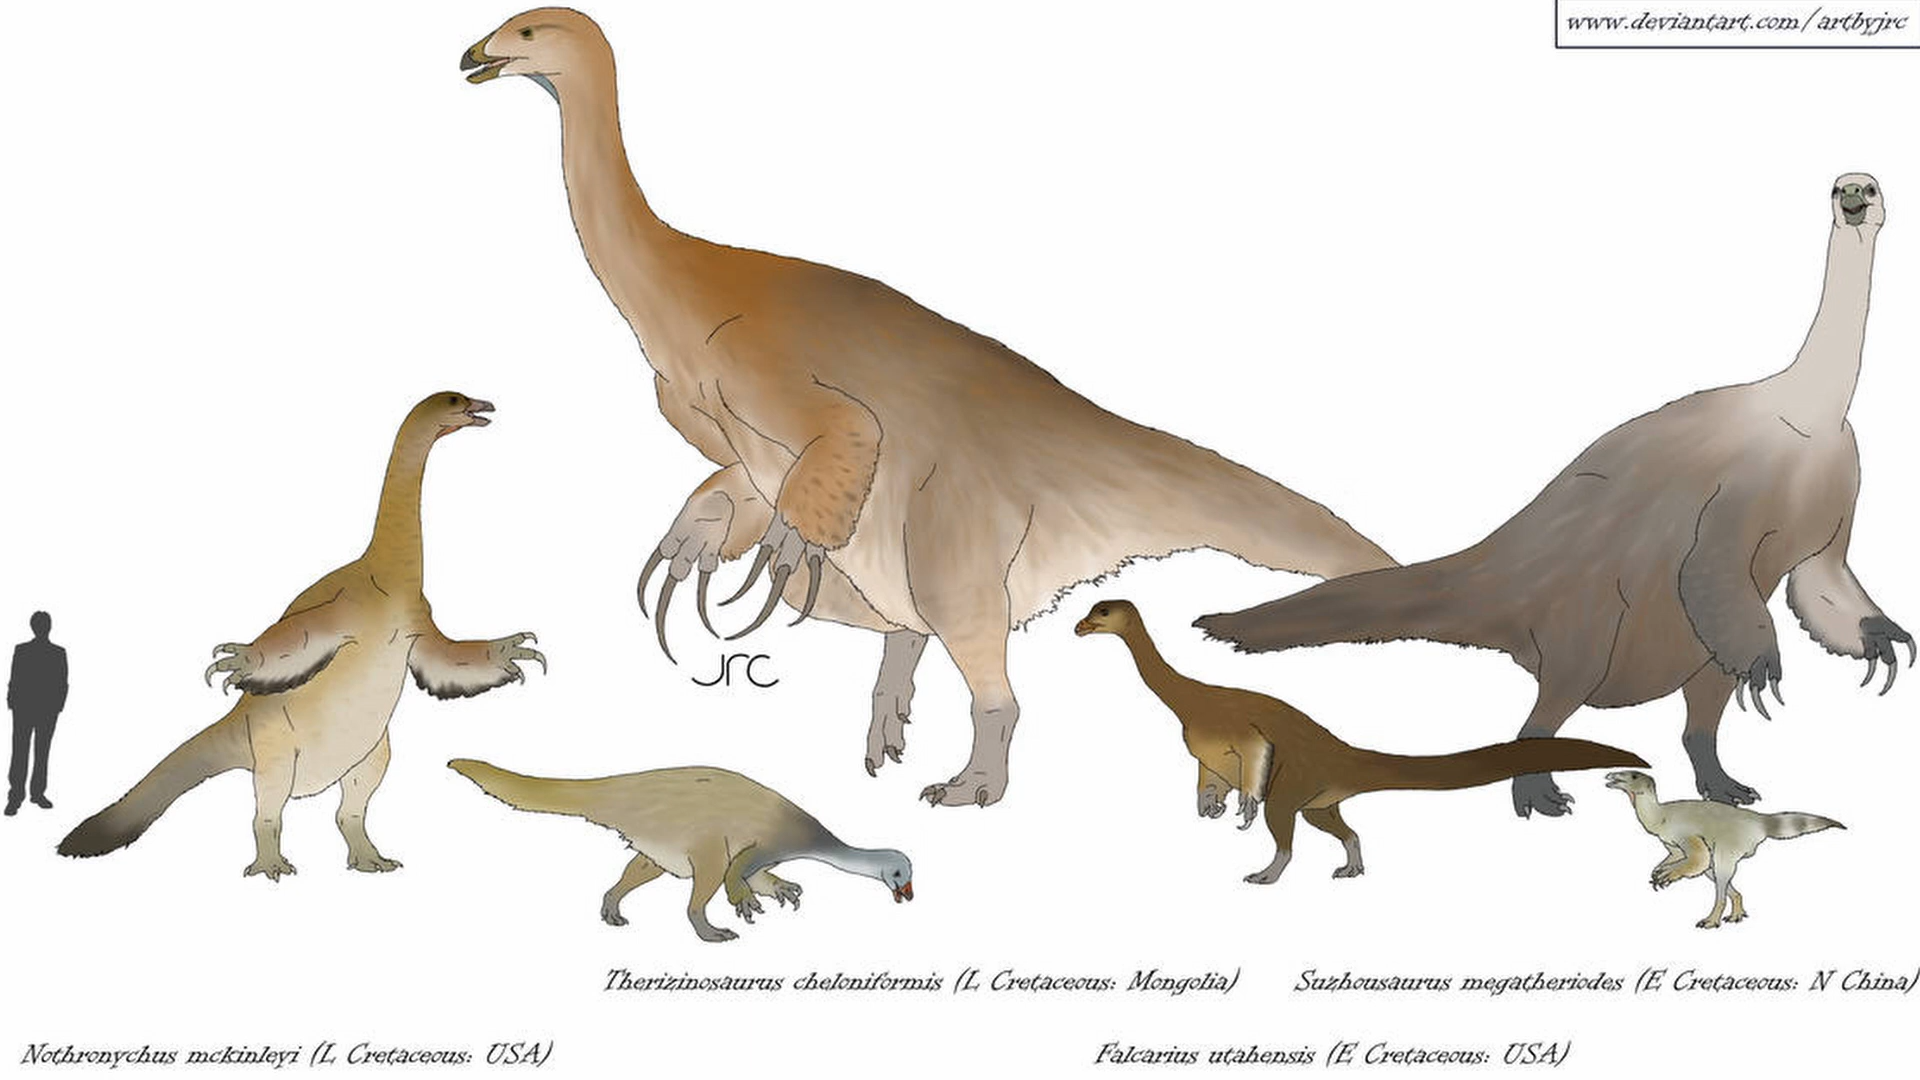 www.deviantart.com/artbyjrc
jrc
Therizinosaurus cheloniformis (L Cretaceous: Mongolia)
Suzhousaurus megatheriodes (E Cretaceous: N China)
Nothronychus mckinleyi (L Cretaceous: USA)
Falcarius utahensis (E Cretaceous: USA)